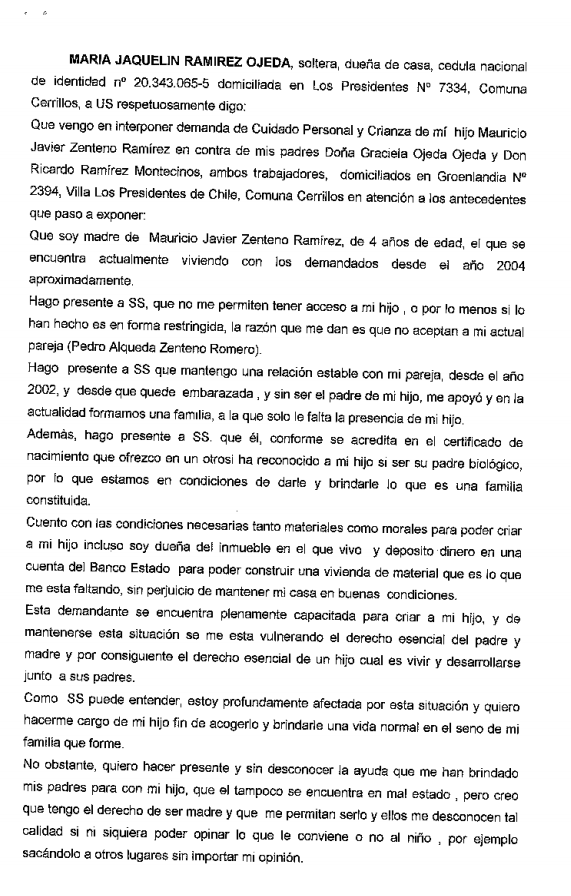 MARIA JAQUELIN RAMIREZ OJEDA, soltera, dueña de casa, cedula nacional
de identidad nº 20.343.065-5 domiciliada en Los Presidentes Nº 7334, Comuna
Cerrillos, a US respetuosamente digo:
Que vengo en interponer demanda de Cuidado Personal y Crianza de mí hijo Mauricio
Javier Zenteno Ramírez en contra de mis padres Doña Graciela Ojeda Ojeda y Don
Ricardo Ramírez Montecinos, ambos trabajadores, domiciliados en Groenlandia Nº
2394, Villa Los Presidentes de Chile, Comuna Cerrillos en atención a los antecedentes
que paso a exponer:
Que soy madre de Mauricio Javier Zenteno Ramírez, de 4 años de edad, el que se
encuentra actualmente viviendo con los demandados desde el año 2004
aproximadamente.
Hago presente a SS, que no me permiten tener acceso a mi hijo , o por lo menos si lo
han hecho es en forma restringida, la razón que me dan es que no aceptan a mi actual
pareja (Pedro Alqueda Zenteno Romero).
Hago presente a SS que mantengo una relación estable con mi pareja, desde el año
2002, y desde que quede embarazada , y sin ser el padre de mi hijo, me apoyó y en la
actualidad formamos una familia, a la que solo le falta la presencia de mi hijo.
Además, hago presente a SS. que él, conforme se acredita en el certificado de
nacimiento que ofrezco en un otrosi ha reconocido a mi hijo si ser su padre biológico,
por lo que estamos en condiciones de darle y brindarle lo que es una familia
constituida.
Cuento con las condiciones necesarias tanto materiales como morales para poder criar
a mi hijo incluso soy dueña del inmueble en el que vivo y deposito dinero en una
cuenta del Banco Estado para poder construir una vivienda de material que es lo que
me esta faltando, sin perjuicio de mantener mi casa en buenas condiciones.
Esta demandante se encuentra plenamente capacitada para criar a mi hijo, y de
mantenerse esta situación se me esta vulnerando el derecho esencial del padre y
madre y por consiguiente el derecho esencial de un hijo cual es vivir y desarrollarse
junto a sus padres.
Como SS puede entender, estoy profundamente afectada por esta situación y quiero
hacerme cargo de mi hijo fin de acogerlo y brindarle una vida normal en el seno de mi
familia que forme.
No obstante, quiero hacer presente y sin desconocer la ayuda que me han brindado
mis padres para con mi hijo, que el tampoco se encuentra en mal estado , pero creo
que tengo el derecho de ser madre y que me permitan serlo y ellos me desconocen tal
calidad si ni siquiera poder opinar lo que le conviene o no al niño , por ejemplo
sacándolo a otros lugares sin importar mi opinión.